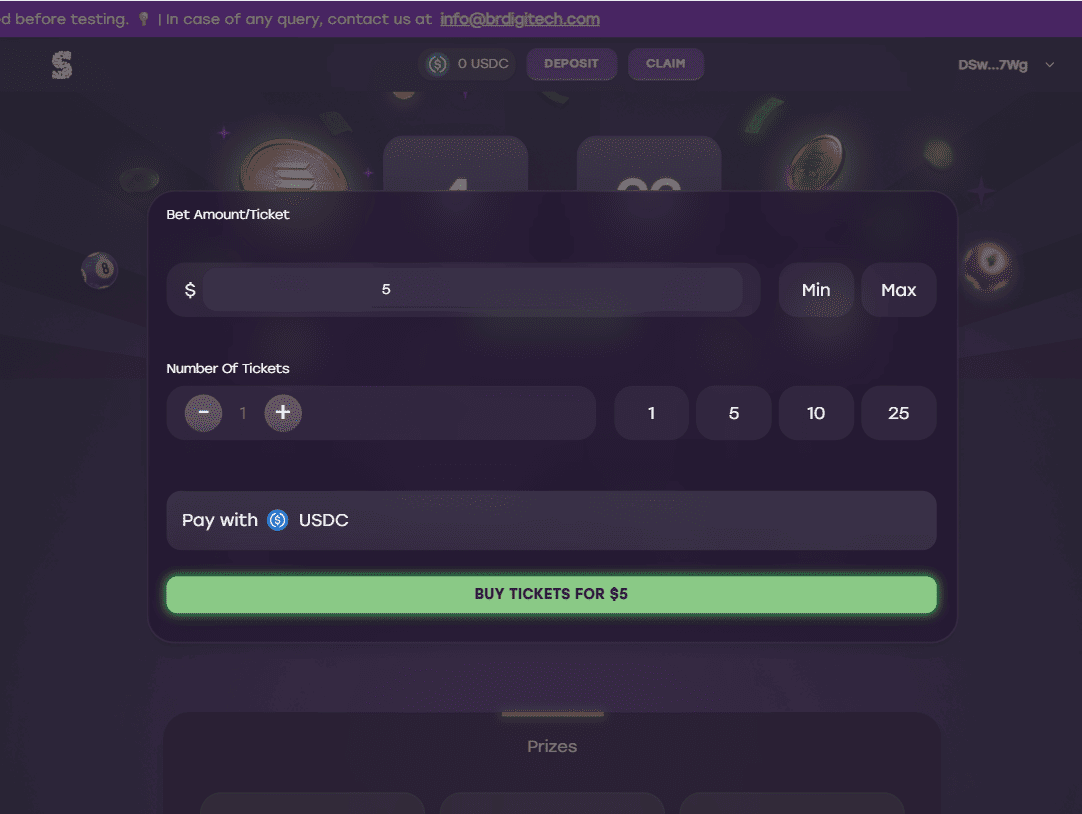 d before testing. | In case of any query, contact us at info@brdigitech.com
S
0 USDC DEPOSIT CLAIM DSw...7Wg
8
Bet Amount/Ticket
$ 5 Min Max
Number Of Tickets
- 1 + 1 5 10 25
Pay with $ USDC
BUY TICKETS FOR $5
Prizes